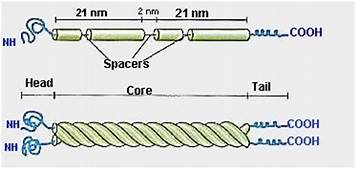 21 nm 2 nm 21 nm
NH COOH
Spacers
Head Core Tail
NH COOH
NH COOH